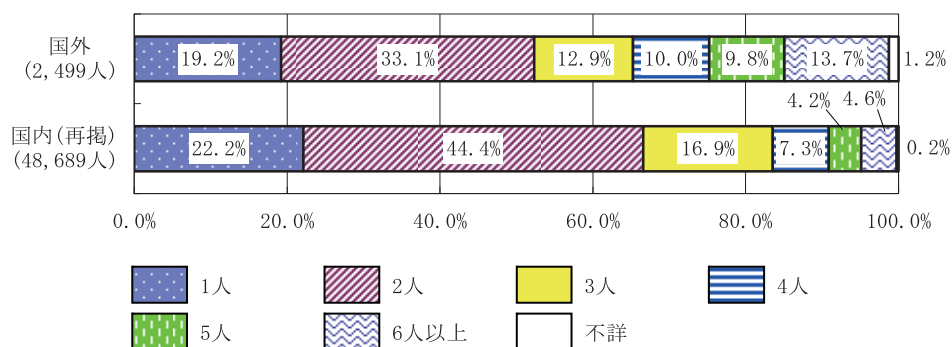 国外
(2,499人)
19.2%
33.1%
12.9%
10.0%
9.8%
13.7%
1.2%
4.2%
4.6%
国内(再掲)
(48,689人)
22.2%
44.4%
16.9%
7.3%
0.2%
0.0%
20.0%
40.0%
60.0%
80.0%
100.0%
1人
2人
3人
4人
5人
6人以上
不詳